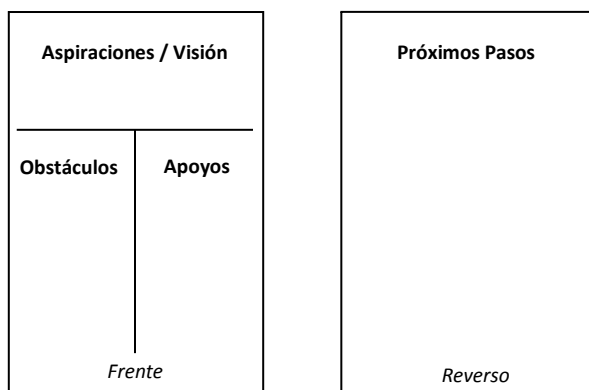 Aspiraciones / Visión
Obstáculos
Apoyos
Frente
Próximos Pasos
Reverso